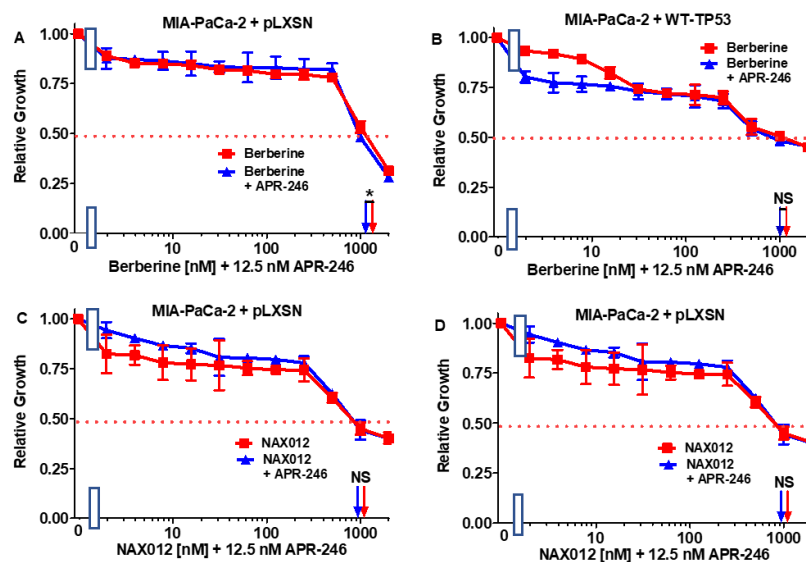 A
MIA-PaCa-2 + pLXSN
Relative Growth
1.00
0.75
0.50
0.25
0.00
Berberine
Berberine
+ APR-246
*
0
10
100
1000
Berberine [nM] + 12.5 nM APR-246
B
MIA-PaCa-2 + WT-TP53
Relative Growth
1.00
0.75
0.50
0.25
0.00
Berberine
Berberine
+ APR-246
NS
0
10
100
1000
Berberine [nM] + 12.5 nM APR-246
C
MIA-PaCa-2 + pLXSN
Relative Growth
1.00
0.75
0.50
0.25
0.00
NAX012
NAX012
+ APR-246
NS
0
10
100
1000
NAX012 [nM] + 12.5 nM APR-246
D
MIA-PaCa-2 + pLXSN
Relative Growth
1.00
0.75
0.50
0.25
0.00
NAX012
NAX012
+ APR-246
NS
0
10
100
1000
NAX012 [nM] + 12.5 nM APR-246